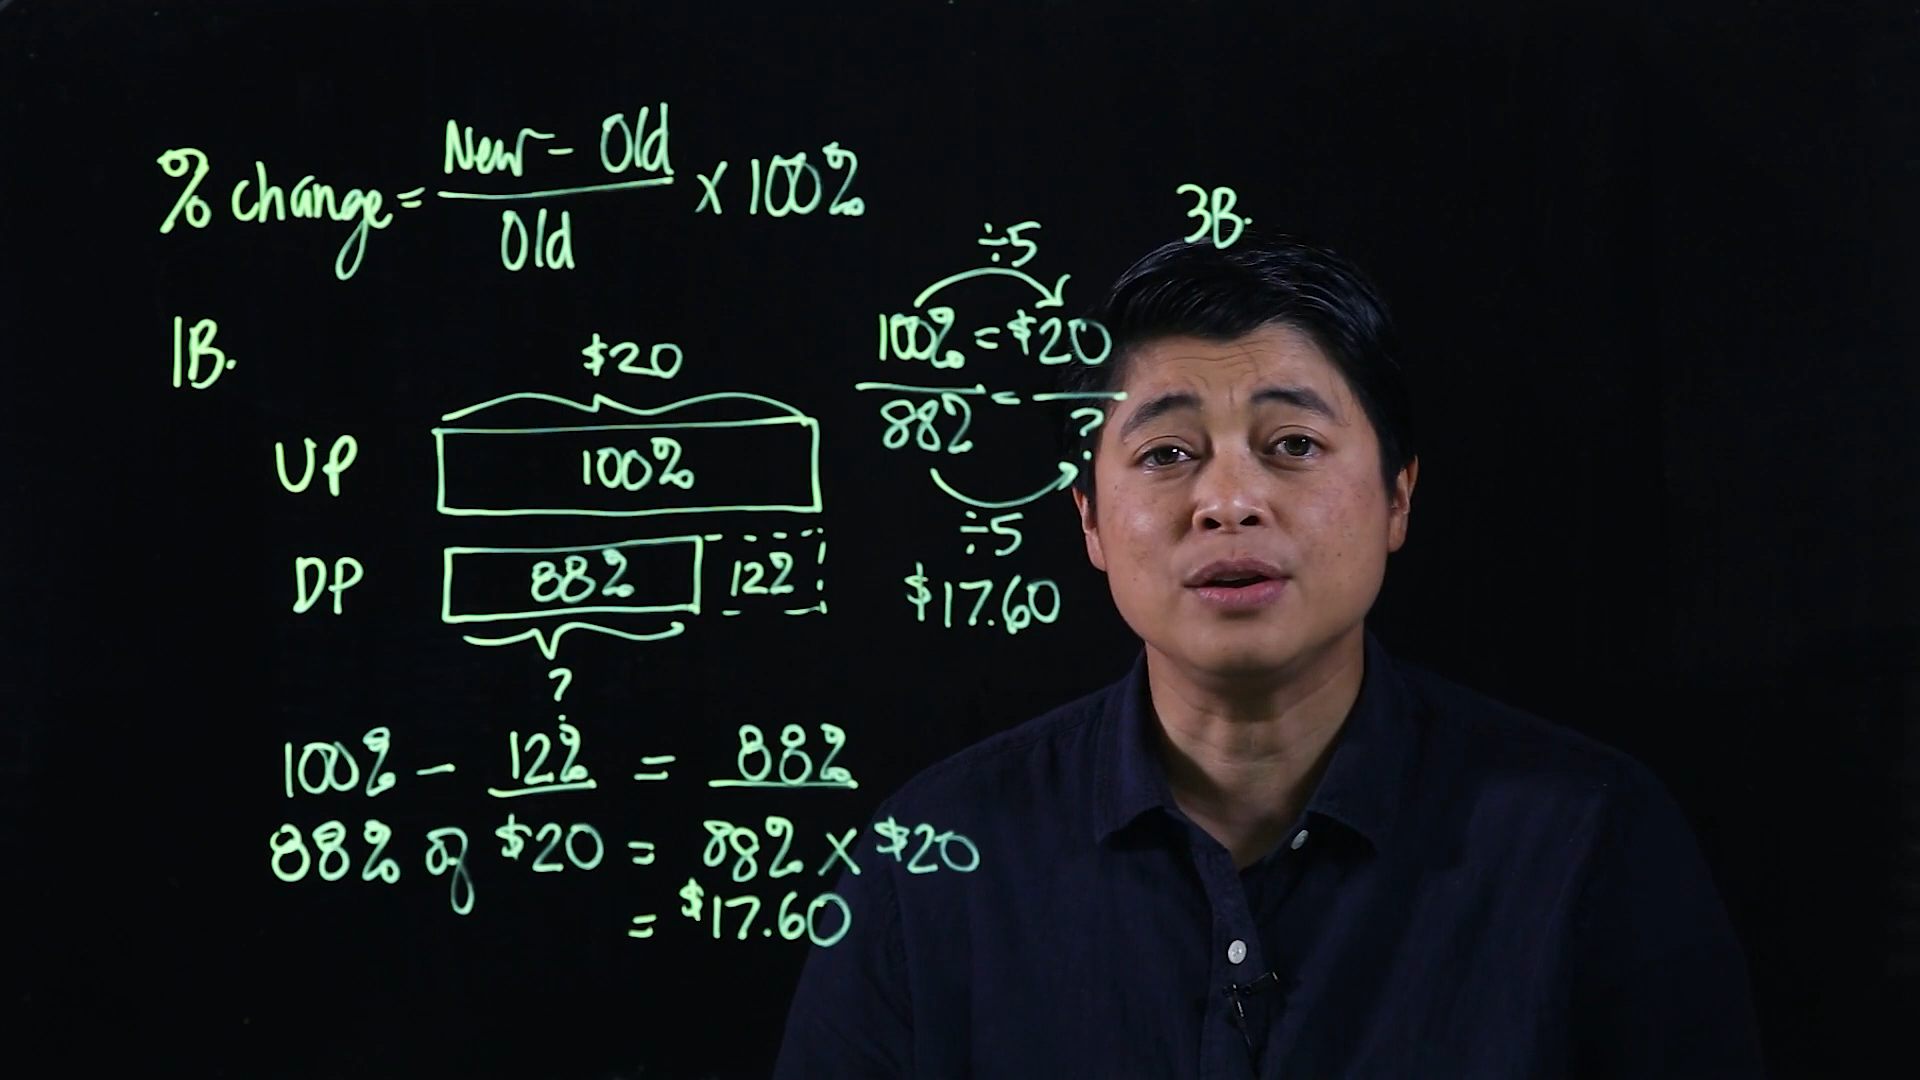 % change = New - Old / Old × 100%
1B.
$20
UP 100%
DP 88% 12%
?
100% - 12% = 88%
88% of $20 = 88% × $20
= $17.60
÷5
100% = $20
88% = ?
÷5
$17.60
3B.